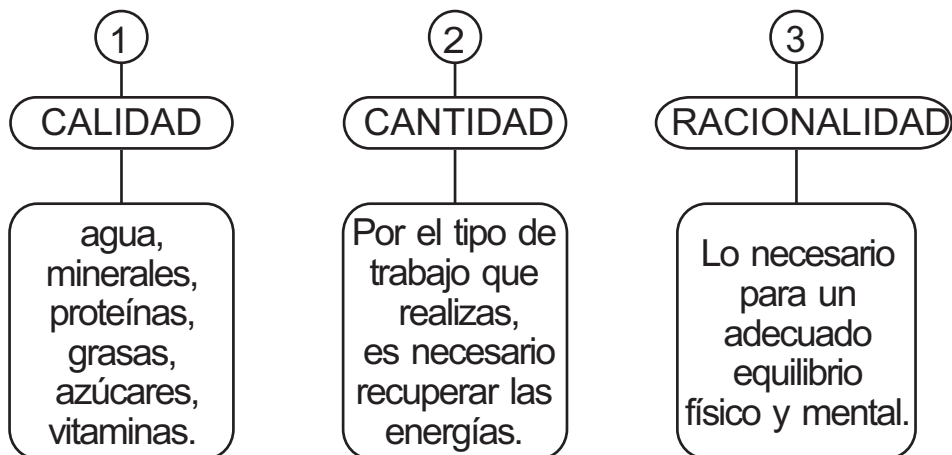 1
CALIDAD
agua,
minerales,
proteínas,
grasas,
azúcares,
vitaminas.
2
CANTIDAD
Por el tipo de
trabajo que
realizas,
es necesario
recuperar las
energías.
3
RACIONALIDAD
Lo necesario
para un
adecuado
equilibrio
físico y mental.